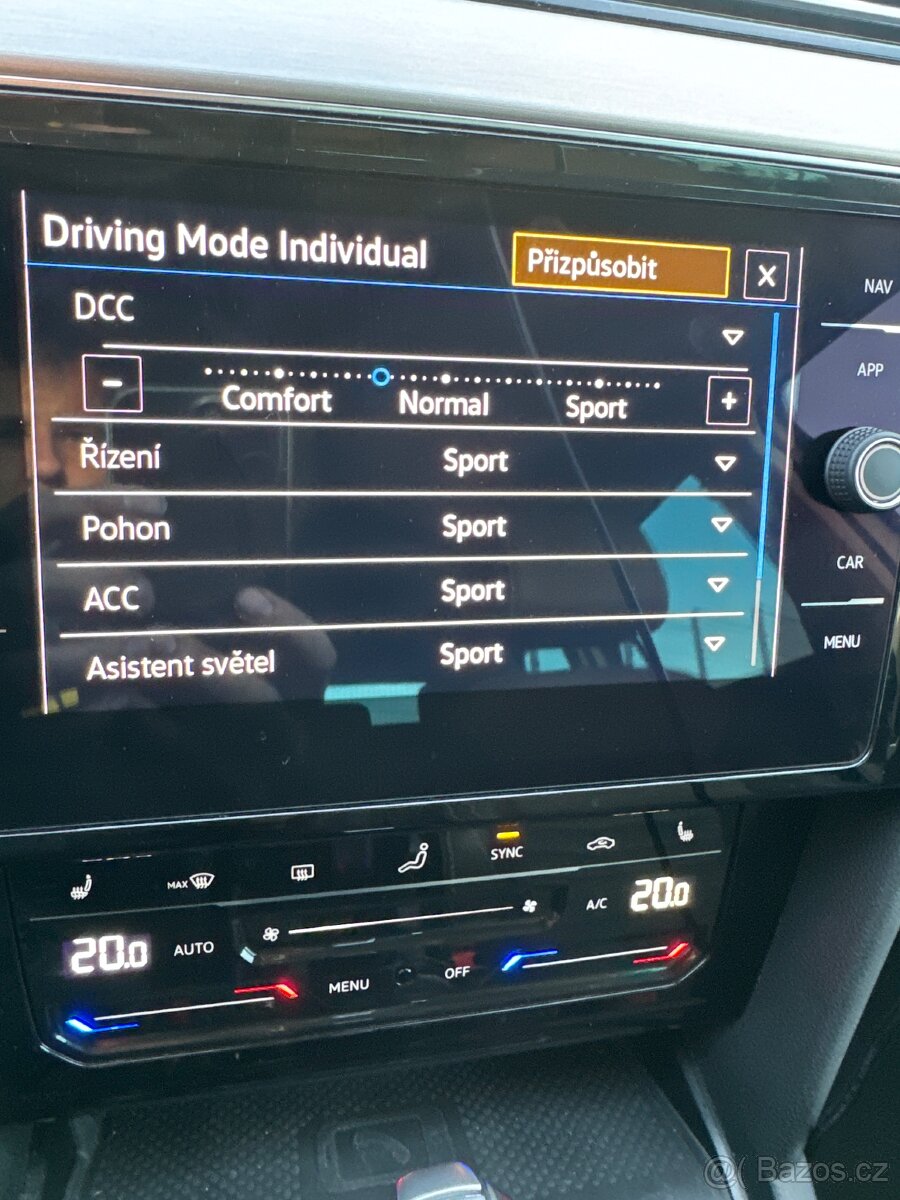 Driving Mode Individual Přizpůsobit X
NAV
DCC
APP
- Comfort Normal Sport +
Řízení Sport
Pohon Sport
CAR
ACC Sport
MENU
Asistent světel Sport
MAX SYNC
20.0 AUTO A/C 20.0
MENU OFF
@( Bazos.cz